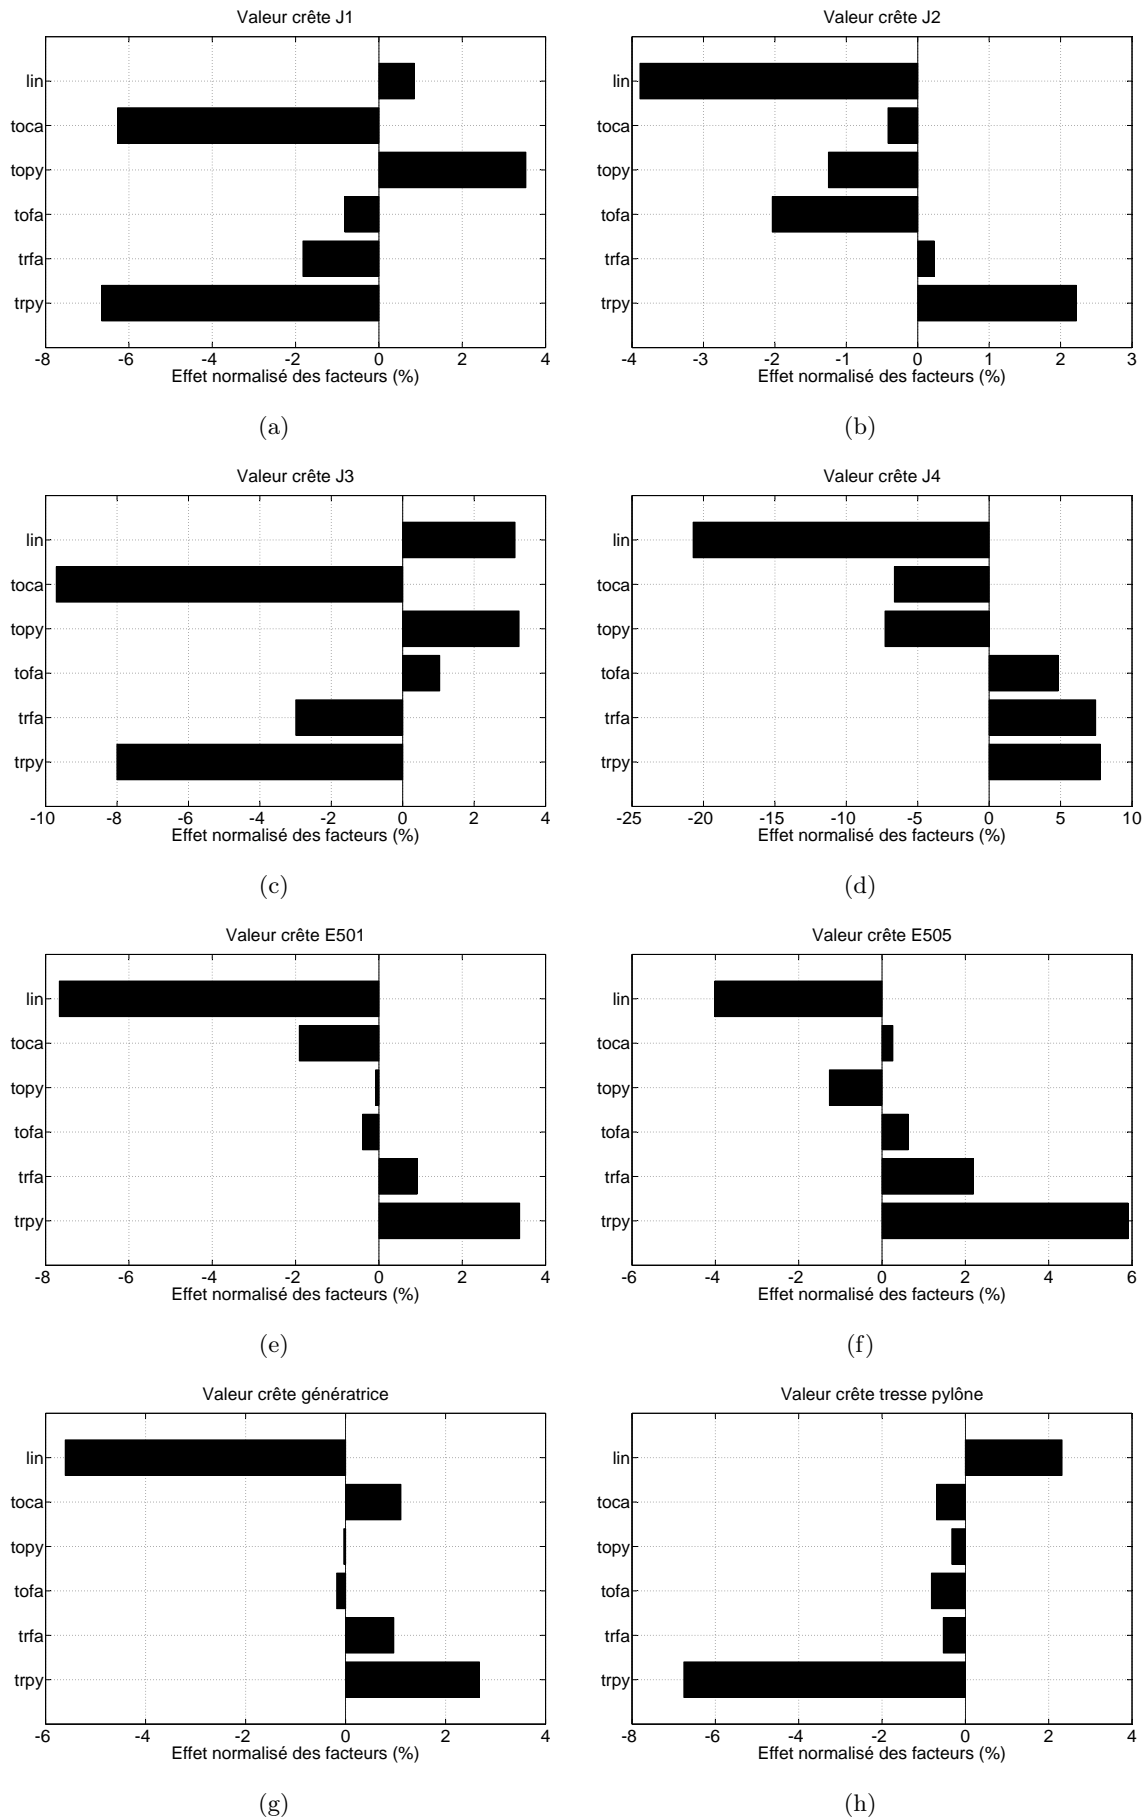 Valeur crête J1
lin
toca
topy
tofa
trfa
trpy
-8 -6 -4 -2 0 2 4
Effet normalisé des facteurs (%)
(a)
Valeur crête J2
lin
toca
topy
tofa
trfa
trpy
-4 -3 -2 -1 0 1 2 3
Effet normalisé des facteurs (%)
(b)
Valeur crête J3
lin
toca
topy
tofa
trfa
trpy
-10 -8 -6 -4 -2 0 2 4
Effet normalisé des facteurs (%)
(c)
Valeur crête J4
lin
toca
topy
tofa
trfa
trpy
-25 -20 -15 -10 -5 0 5 10
Effet normalisé des facteurs (%)
(d)
Valeur crête E501
lin
toca
topy
tofa
trfa
trpy
-8 -6 -4 -2 0 2 4
Effet normalisé des facteurs (%)
(e)
Valeur crête E505
lin
toca
topy
tofa
trfa
trpy
-6 -4 -2 0 2 4 6
Effet normalisé des facteurs (%)
(f)
Valeur crête génératrice
lin
toca
topy
tofa
trfa
trpy
-6 -4 -2 0 2 4
Effet normalisé des facteurs (%)
(g)
Valeur crête tresse pylône
lin
toca
topy
tofa
trfa
trpy
-8 -6 -4 -2 0 2 4
Effet normalisé des facteurs (%)
(h)